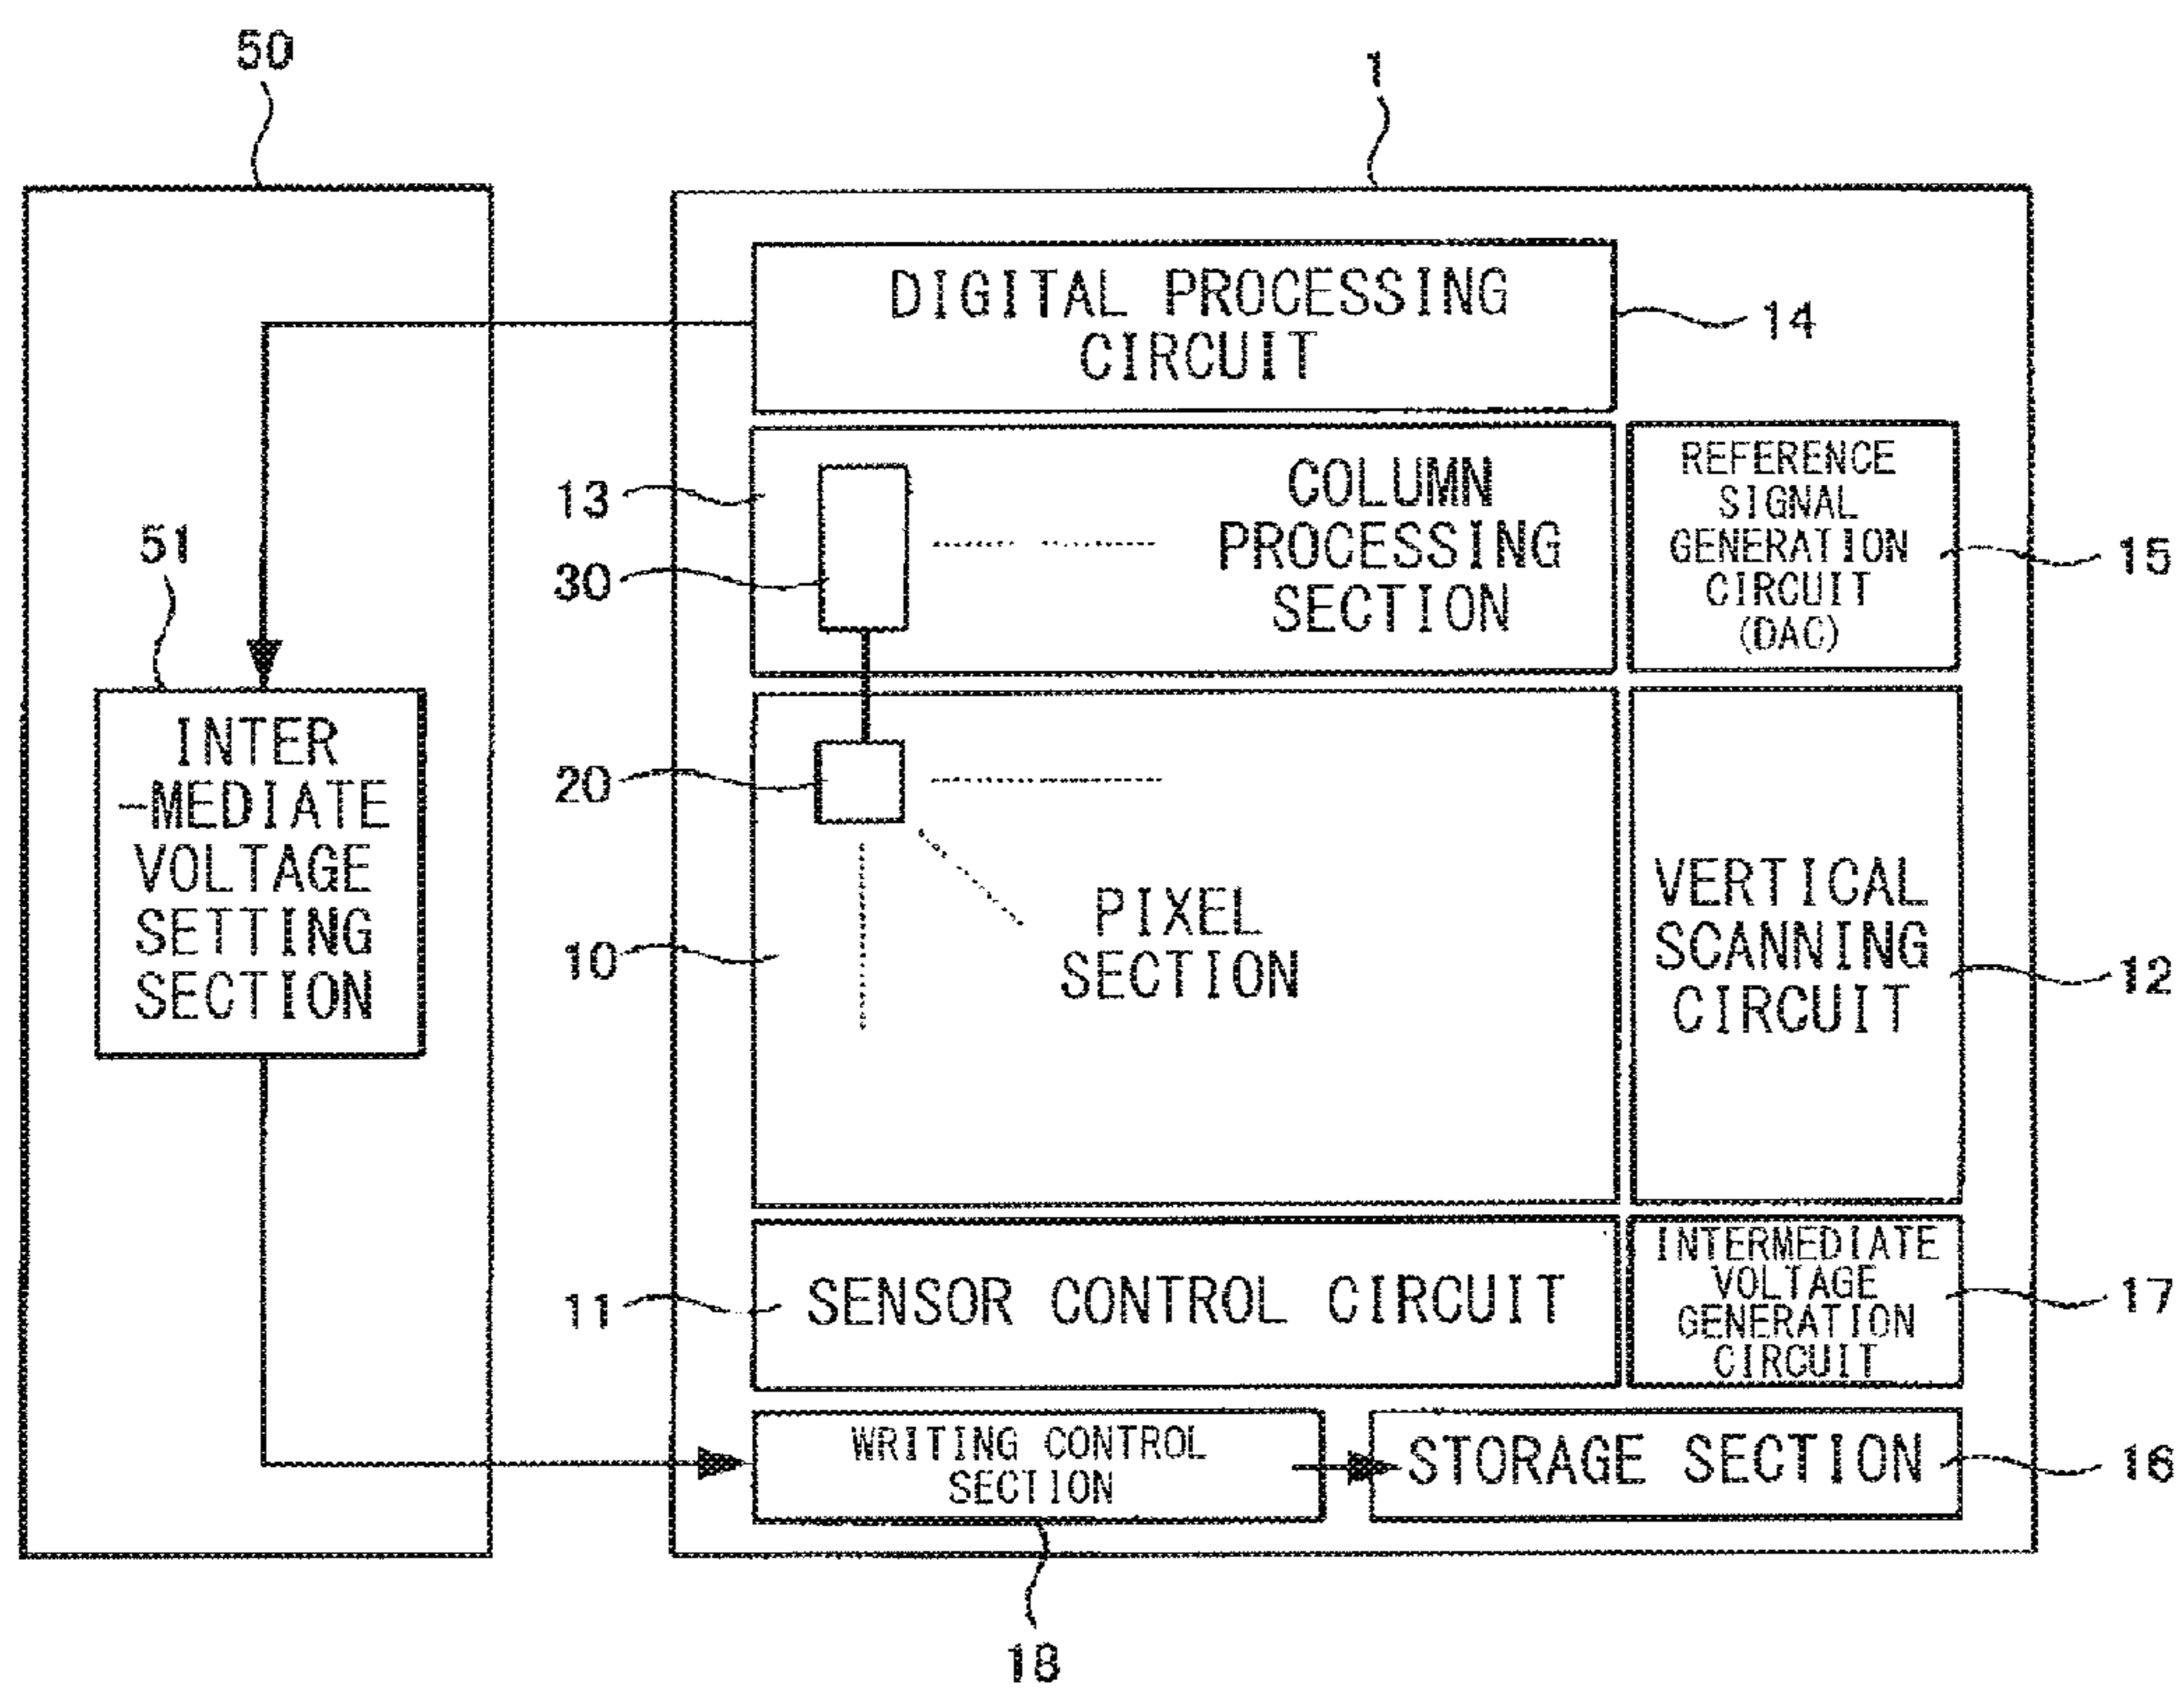 50
1
DIGITAL PROCESSING
CIRCUIT
14
13
30
COLUMN
PROCESSING
SECTION
REFERENCE
SIGNAL
GENERATION
CIRCUIT
(DAC)
15
51
INTER
-MEDIATE
VOLTAGE
SETTING
SECTION
20
10
PIXEL
SECTION
VERTICAL
SCANNING
CIRCUIT
12
11
SENSOR CONTROL CIRCUIT
INTERMEDIATE
VOLTAGE
GENERATION
CIRCUIT
17
WRITING CONTROL
SECTION
STORAGE SECTION
16
18